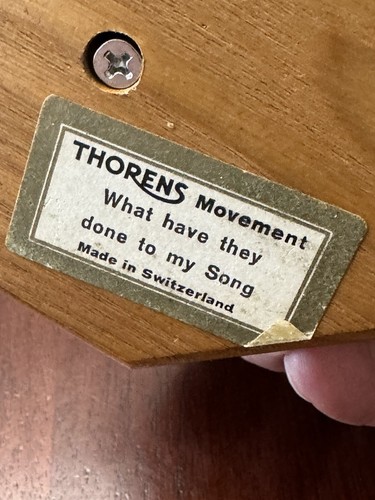 THORENS Movement
What have they
done to my Song
Made in Switzerland